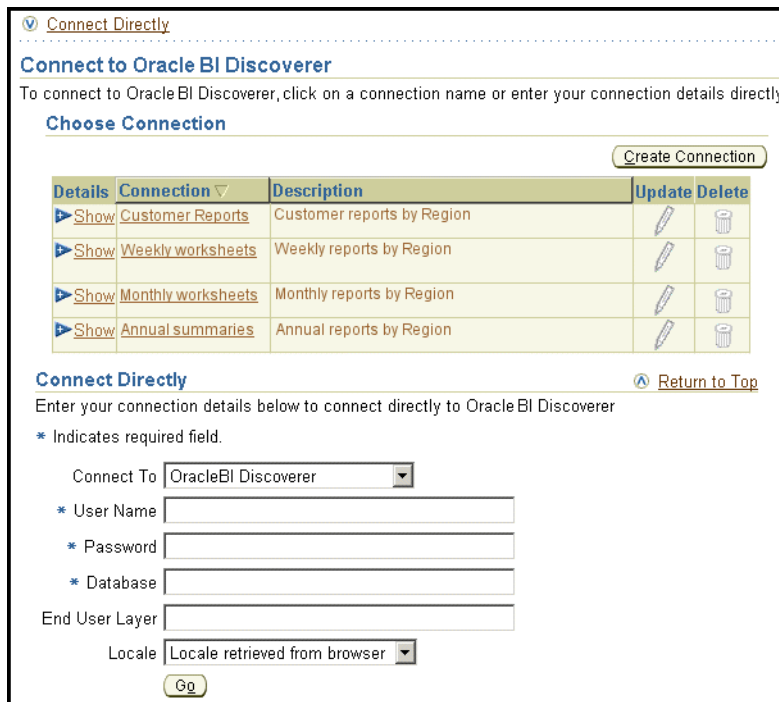 Connect Directly
Connect to Oracle BI Discoverer
To connect to Oracle BI Discoverer, click on a connection name or enter your connection details directly
Choose Connection
Create Connection
Details Connection Description Update Delete
Show Customer Reports Customer reports by Region
Show Weekly worksheets Weekly reports by Region
Show Monthly worksheets Monthly reports by Region
Show Annual summaries Annual reports by Region
Connect Directly Return to Top
Enter your connection details below to connect directly to Oracle BI Discoverer
* Indicates required field.
Connect To OracleBI Discoverer
* User Name
* Password
* Database
End User Layer
Locale Locale retrieved from browser
Go